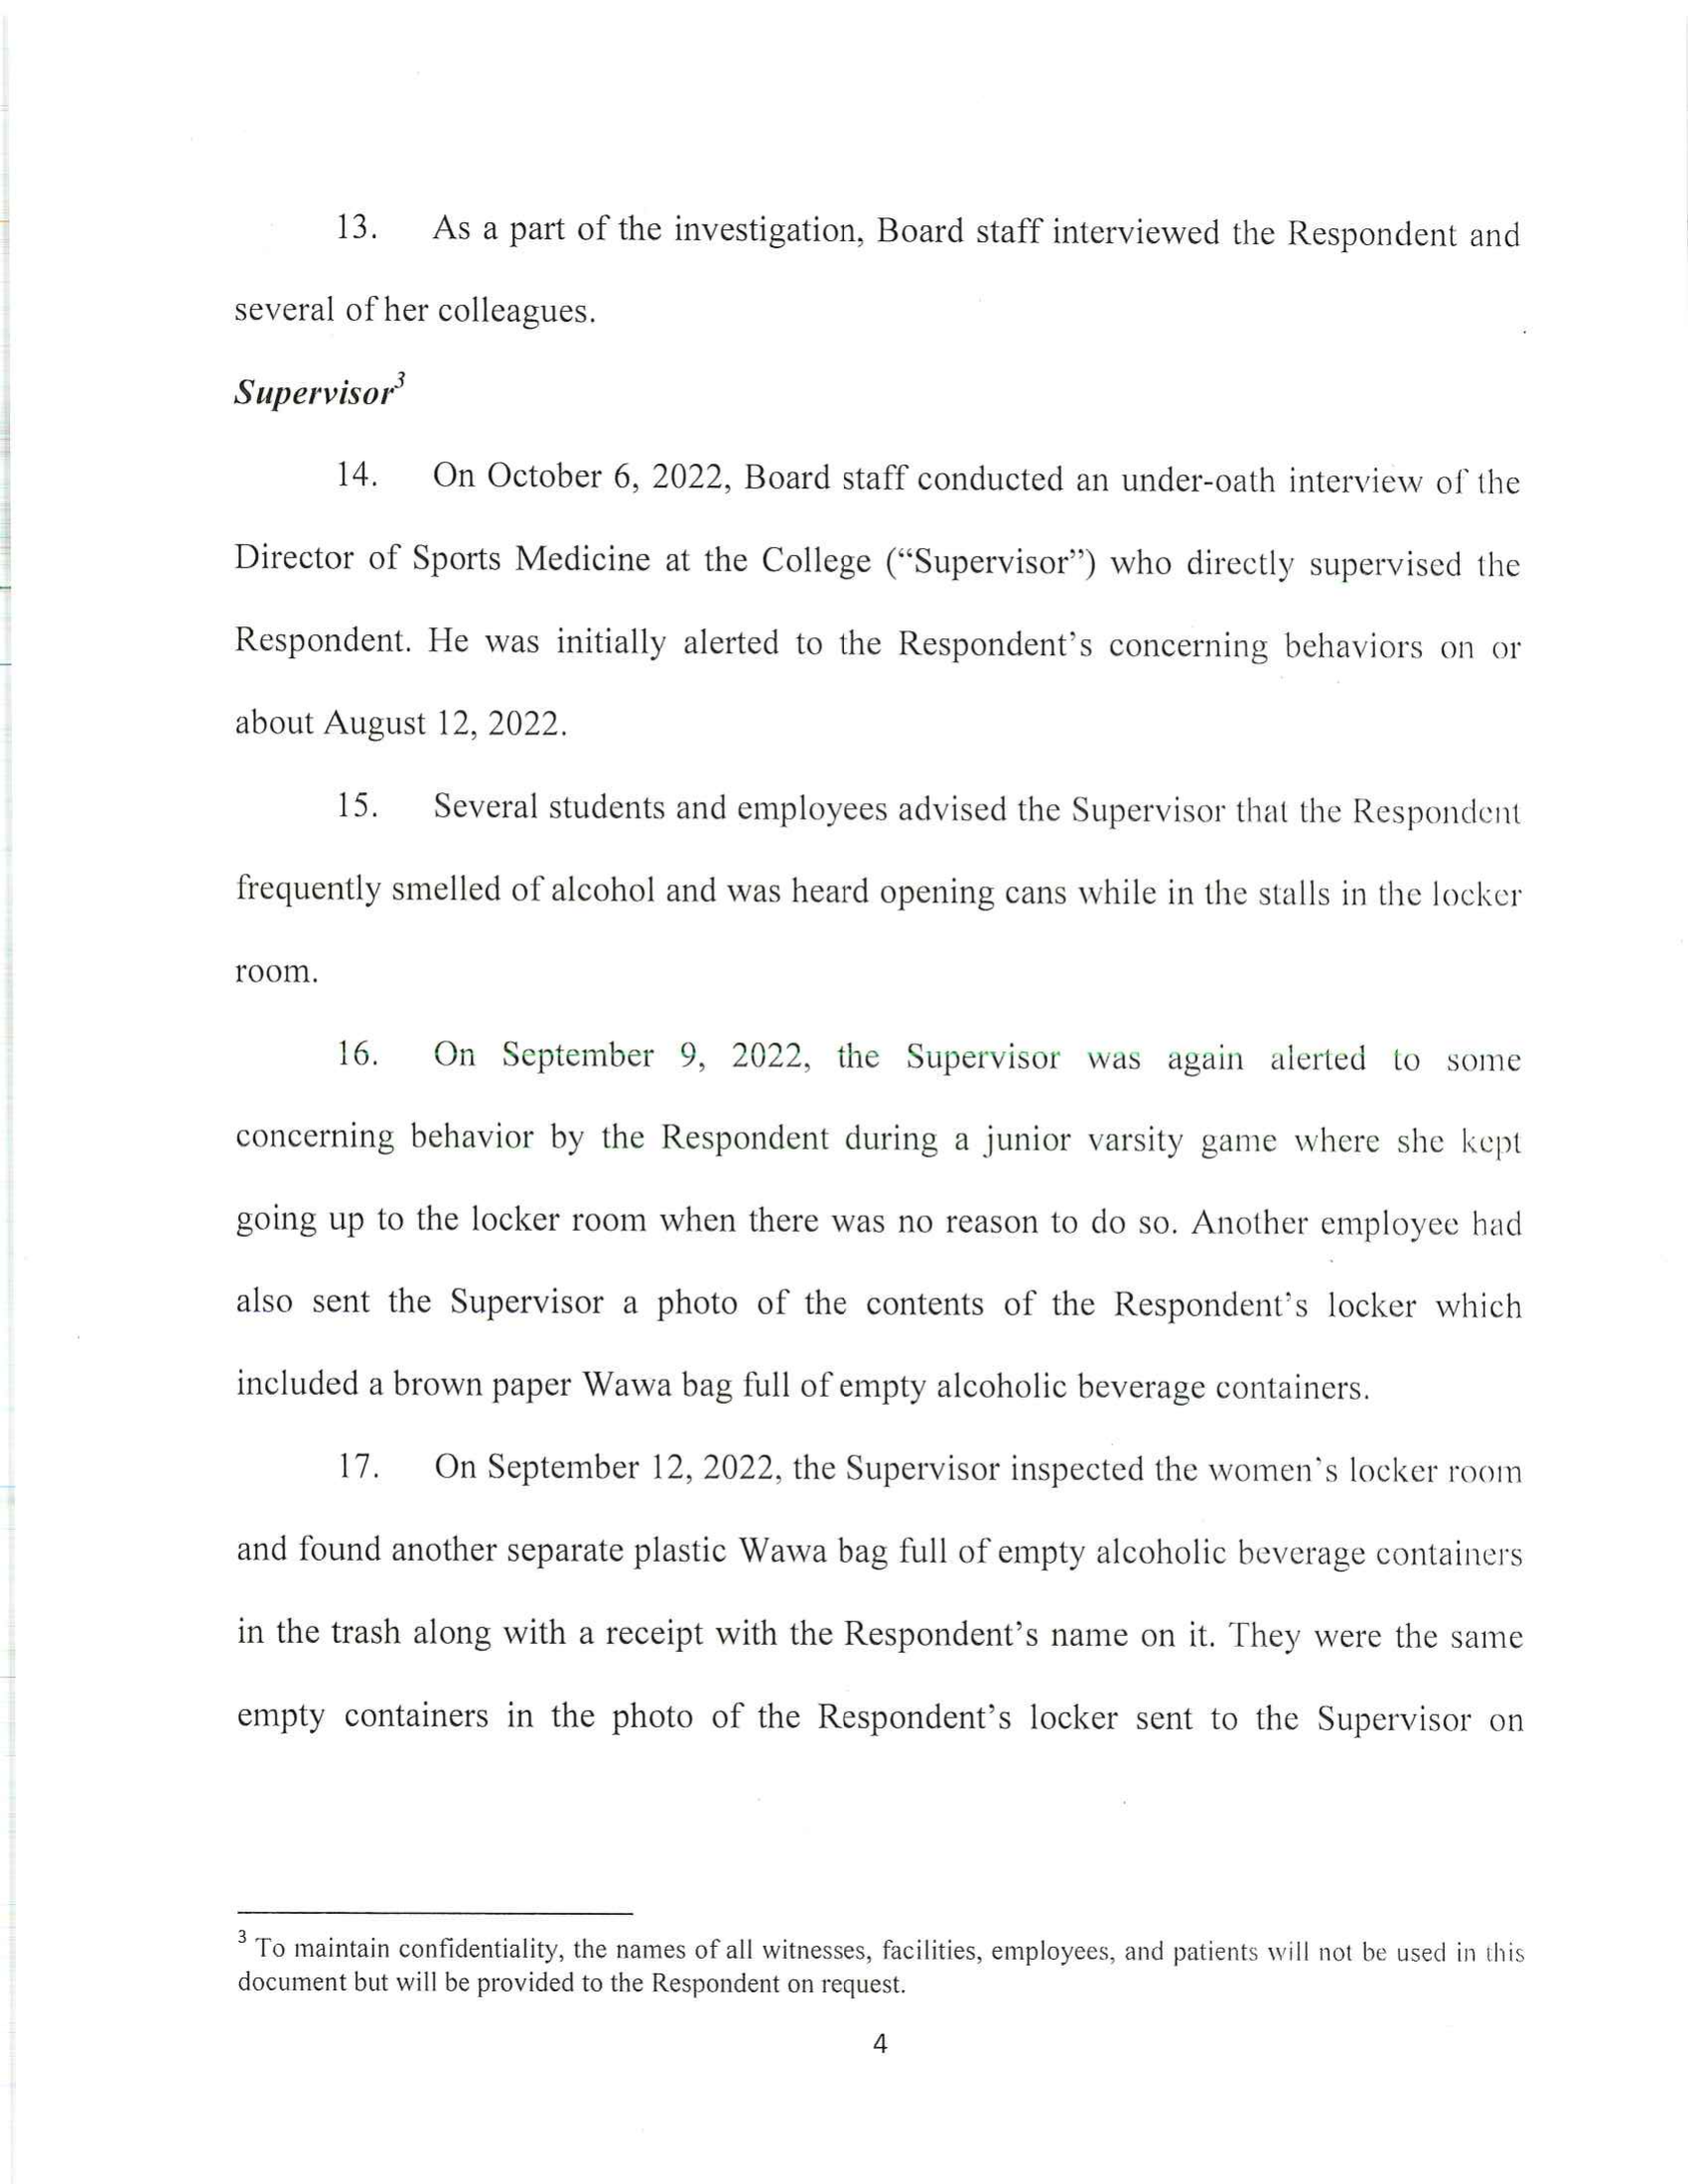 13. As a part of the investigation, Board staff interviewed the Respondent and
several of her colleagues.
Supervisor³
14. On October 6, 2022, Board staff conducted an under-oath interview of the
Director of Sports Medicine at the College (“Supervisor”) who directly supervised the
Respondent. He was initially alerted to the Respondent’s concerning behaviors on or
about August 12, 2022.
15. Several students and employees advised the Supervisor that the Respondent
frequently smelled of alcohol and was heard opening cans while in the stalls in the locker
room.
16. On September 9, 2022, the Supervisor was again alerted to some
concerning behavior by the Respondent during a junior varsity game where she kept
going up to the locker room when there was no reason to do so. Another employee had
also sent the Supervisor a photo of the contents of the Respondent’s locker which
included a brown paper Wawa bag full of empty alcoholic beverage containers.
17. On September 12, 2022, the Supervisor inspected the women’s locker room
and found another separate plastic Wawa bag full of empty alcoholic beverage containers
in the trash along with a receipt with the Respondent’s name on it. They were the same
empty containers in the photo of the Respondent’s locker sent to the Supervisor on
³ To maintain confidentiality, the names of all witnesses, facilities, employees, and patients will not be used in this
document but will be provided to the Respondent on request.
4